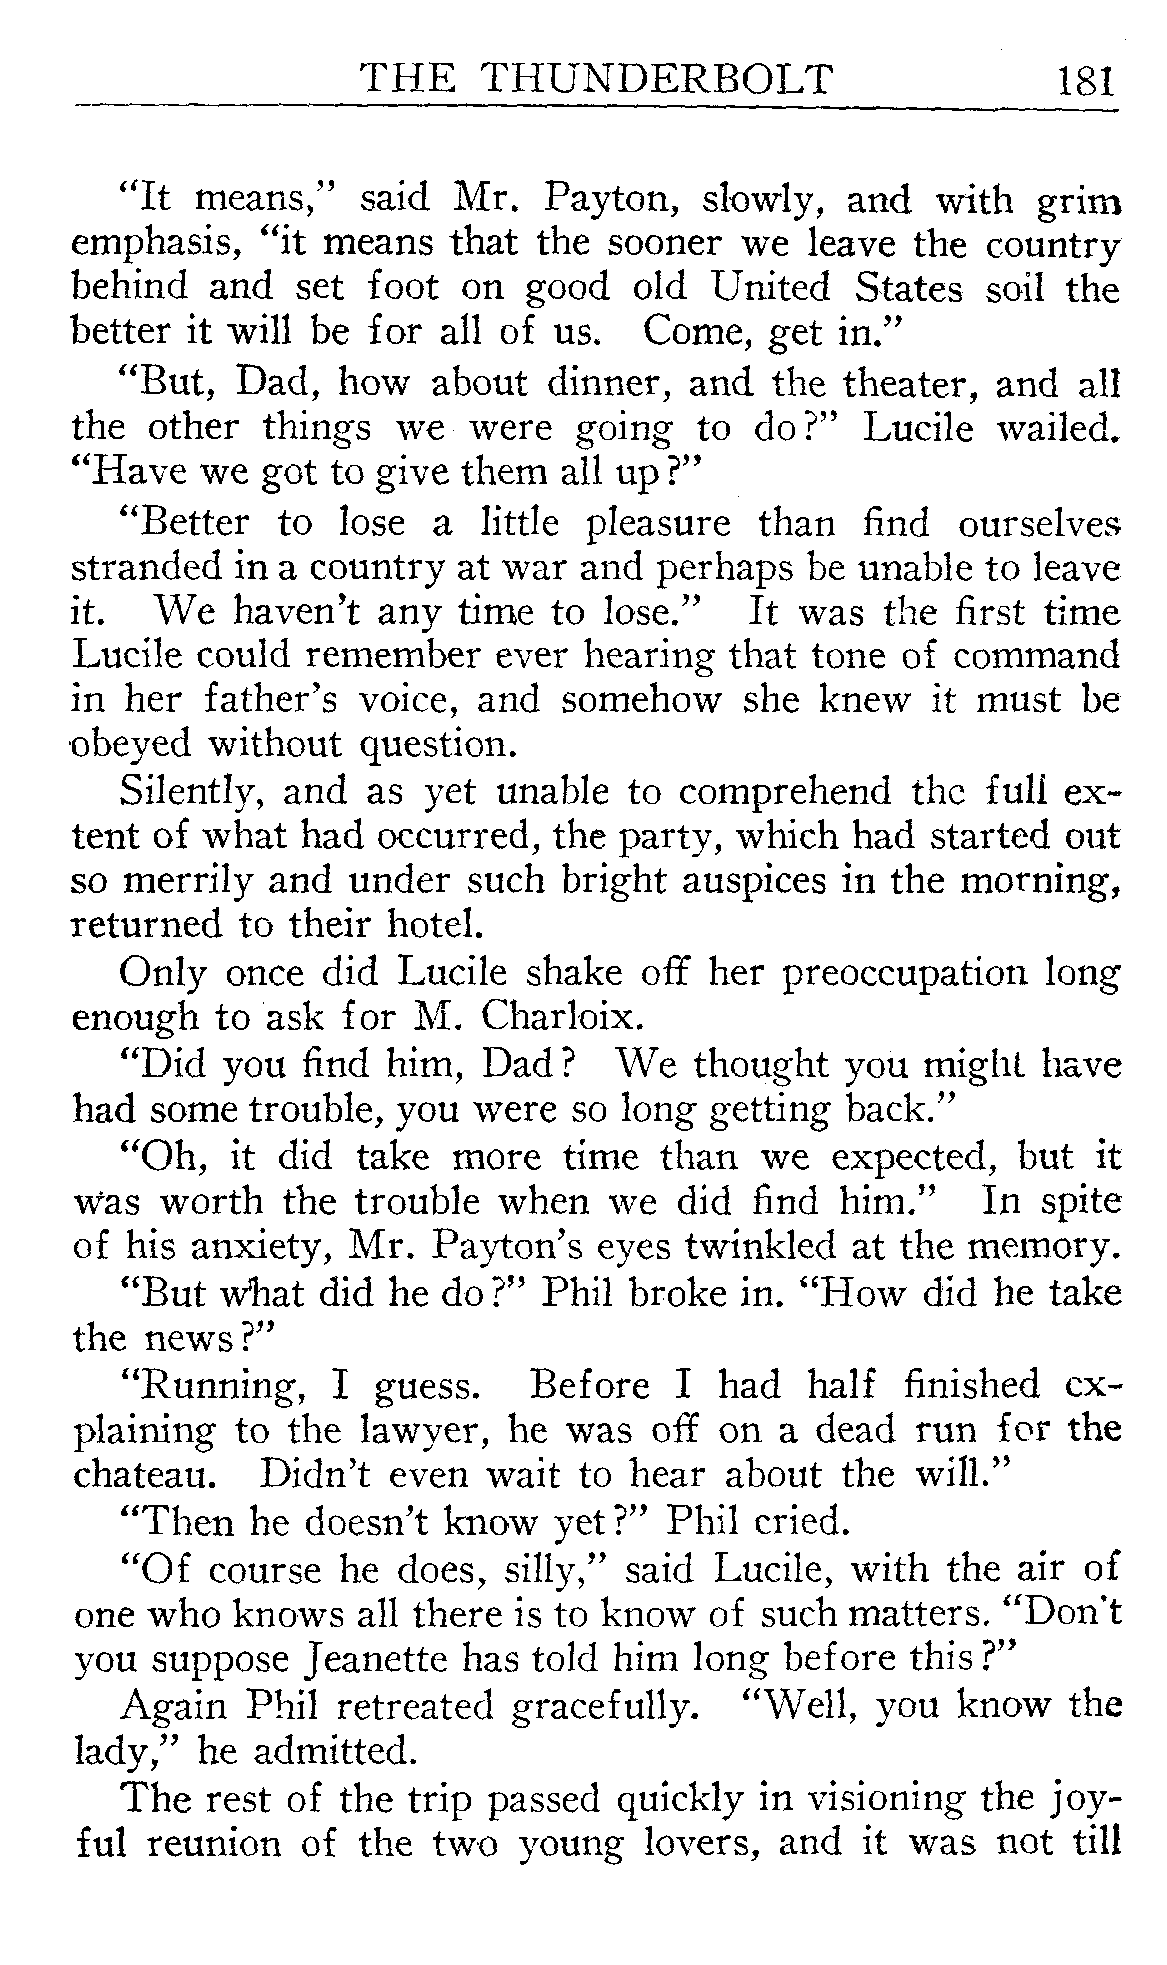 THE THUNDERBOLT 181
“It means,” said Mr. Payton, slowly, and with grim
emphasis, “it means that the sooner we leave the country
behind and set foot on good old United States soil the
better it will be for all of us. Come, get in.”
“But, Dad, how about dinner, and the theater, and all
the other things we were going to do?” Lucile wailed.
“Have we got to give them all up?”
“Better to lose a little pleasure than find ourselves
stranded in a country at war and perhaps be unable to leave
it. We haven’t any time to lose.” It was the first time
Lucile could remember ever hearing that tone of command
in her father’s voice, and somehow she knew it must be
obeyed without question.
Silently, and as yet unable to comprehend the full ex-
tent of what had occurred, the party, which had started out
so merrily and under such bright auspices in the morning,
returned to their hotel.
Only once did Lucile shake off her preoccupation long
enough to ask for M. Charloix.
“Did you find him, Dad? We thought you might have
had some trouble, you were so long getting back.”
“Oh, it did take more time than we expected, but it
was worth the trouble when we did find him.” In spite
of his anxiety, Mr. Payton’s eyes twinkled at the memory.
“But what did he do?” Phil broke in. “How did he take
the news?”
“Running, I guess. Before I had half finished ex-
plaining to the lawyer, he was off on a dead run for the
chateau. Didn’t even wait to hear about the will.”
“Then he doesn’t know yet?” Phil cried.
“Of course he does, silly,” said Lucile, with the air of
one who knows all there is to know of such matters. “Don’t
you suppose Jeanette has told him long before this?”
Again Phil retreated gracefully. “Well, you know the
lady,” he admitted.
The rest of the trip passed quickly in visioning the joy-
ful reunion of the two young lovers, and it was not till